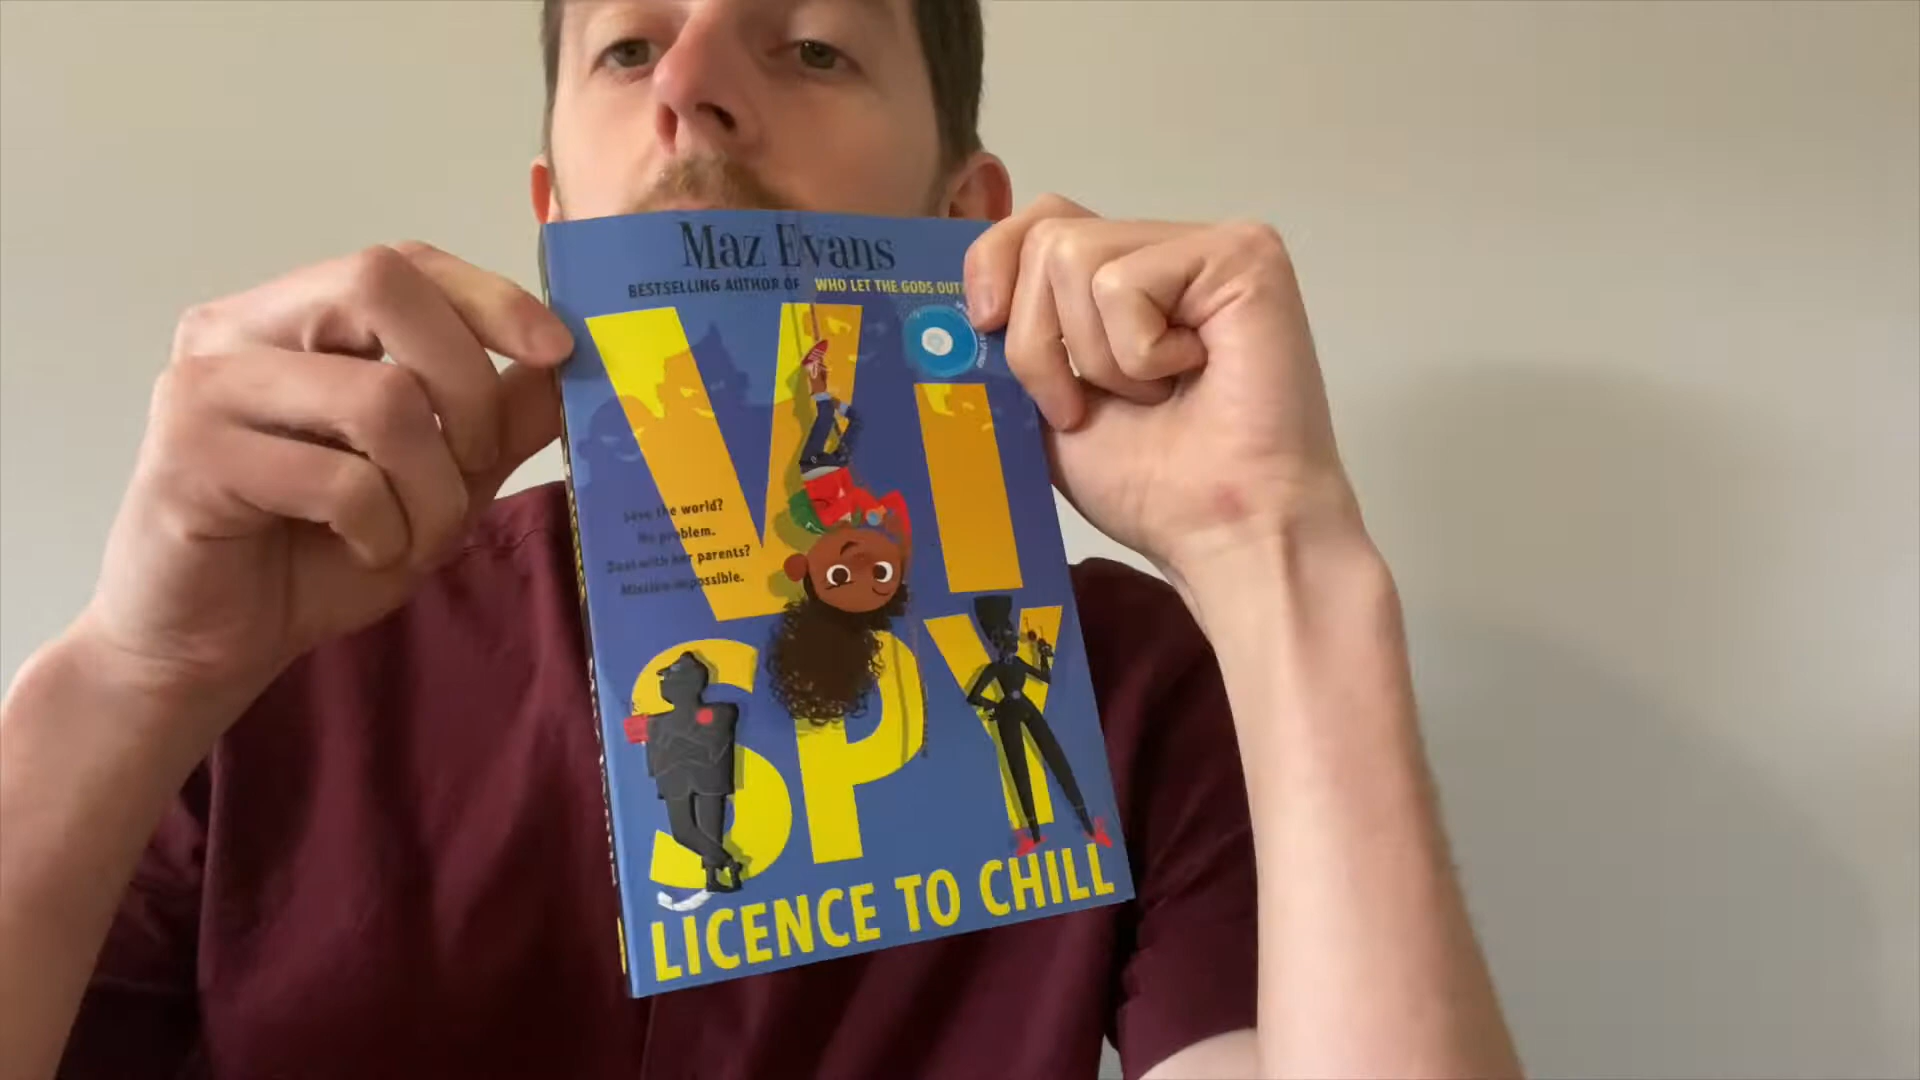 Maz Evans
BESTSELLING AUTHOR OF WHO LET THE GODS OUT
Vi
Save the world?
No problem.
Deal with her parents?
Mission impossible.
SPY
LICENCE TO CHILL